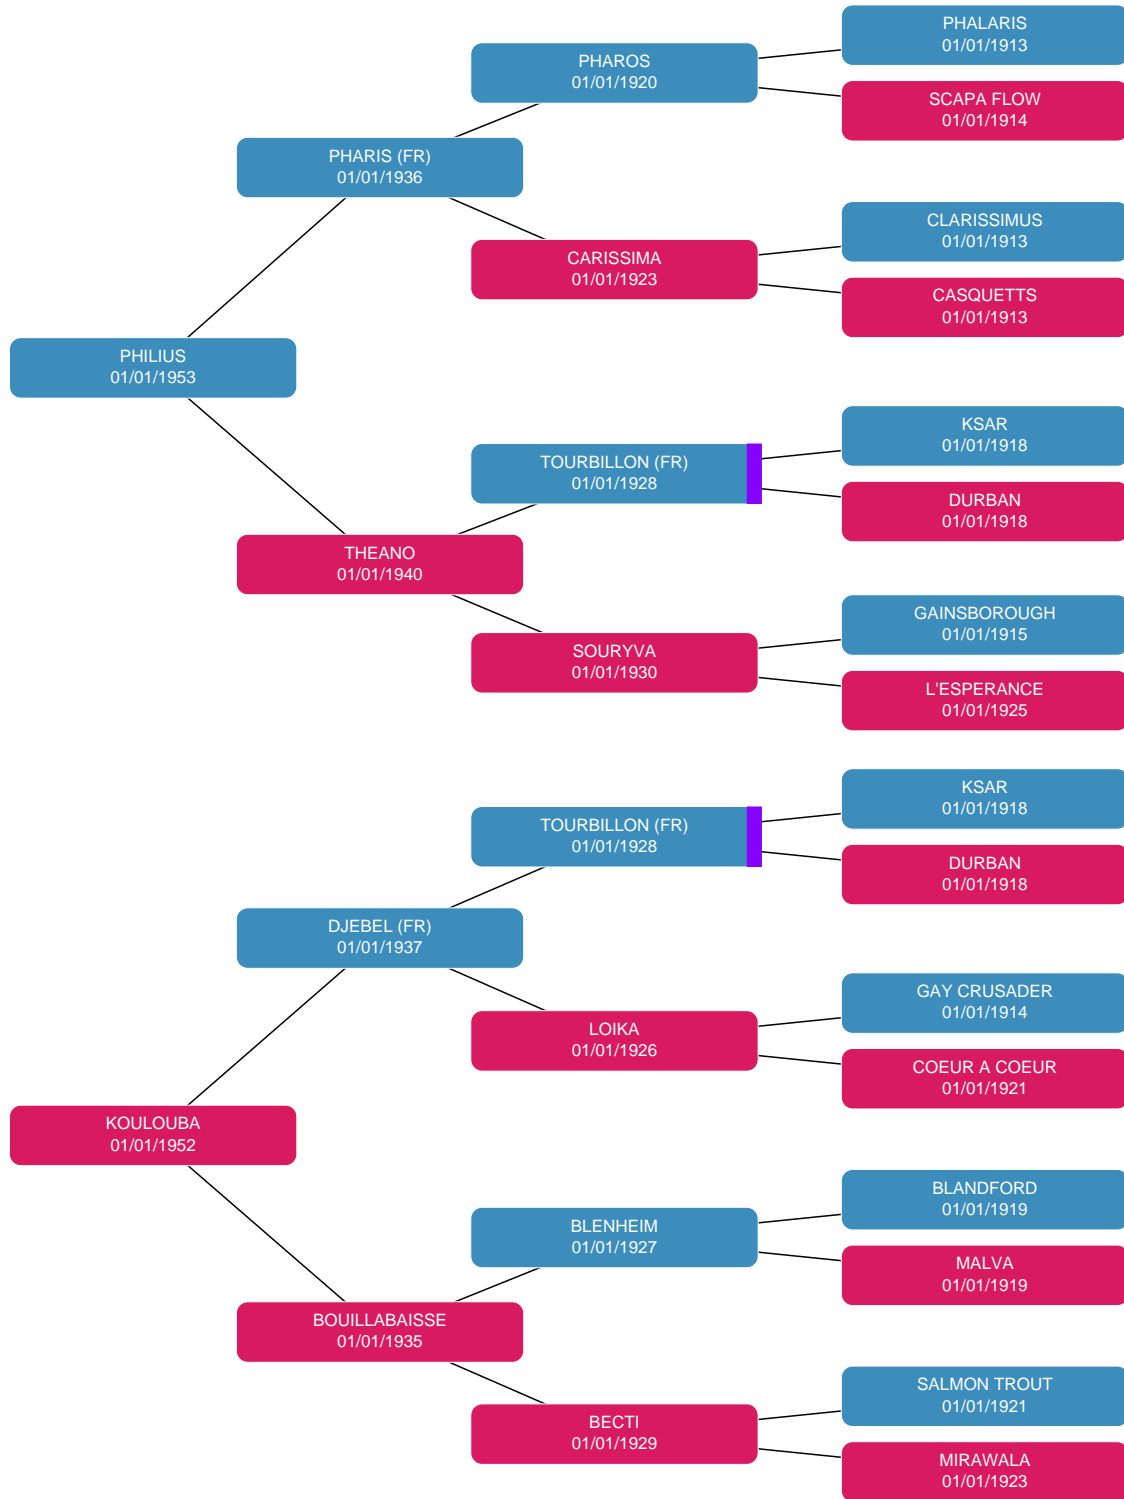 PHALARIS
01/01/1913
PHAROS
01/01/1920
SCAPA FLOW
01/01/1914
PHARIS (FR)
01/01/1936
CLARISSIMUS
01/01/1913
CARISSIMA
01/01/1923
CASQUETTS
01/01/1913
PHILIUS
01/01/1953
KSAR
01/01/1918
TOURBILLON (FR)
01/01/1928
DURBAN
01/01/1918
THEANO
01/01/1940
GAINSBOROUGH
01/01/1915
SOURYVA
01/01/1930
L'ESPERANCE
01/01/1925
KSAR
01/01/1918
TOURBILLON (FR)
01/01/1928
DURBAN
01/01/1918
DJEBEL (FR)
01/01/1937
GAY CRUSADER
01/01/1914
LOIKA
01/01/1926
COEUR A COEUR
01/01/1921
KOULOUBA
01/01/1952
BLANDFORD
01/01/1919
BLENHEIM
01/01/1927
MALVA
01/01/1919
BOUILLABAISSE
01/01/1935
SALMON TROUT
01/01/1921
BECTI
01/01/1929
MIRAWALA
01/01/1923